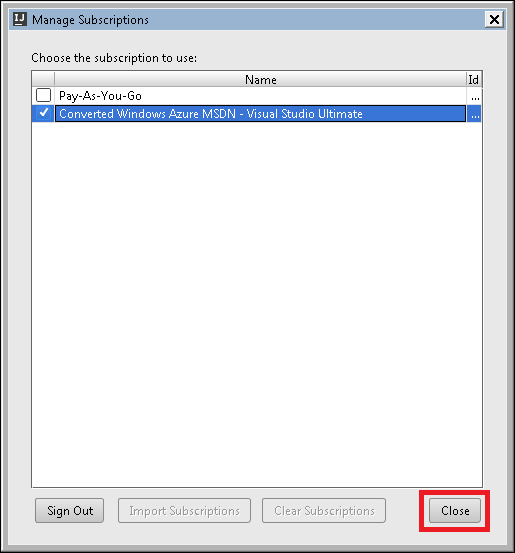 IJ Manage Subscriptions
Choose the subscription to use:
Name Id
Pay-As-You-Go ...
Converted Windows Azure MSDN - Visual Studio Ultimate ...
Sign Out Import Subscriptions Clear Subscriptions Close